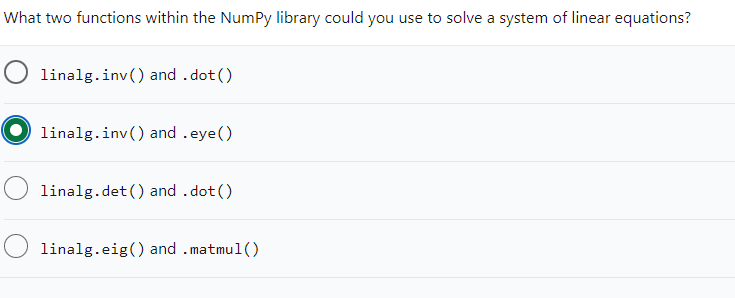 What two functions within the NumPy library could you use to solve a system of linear equations?
linalg.inv() and .dot()
linalg.inv() and .eye()
linalg.det() and .dot()
linalg.eig() and .matmul()